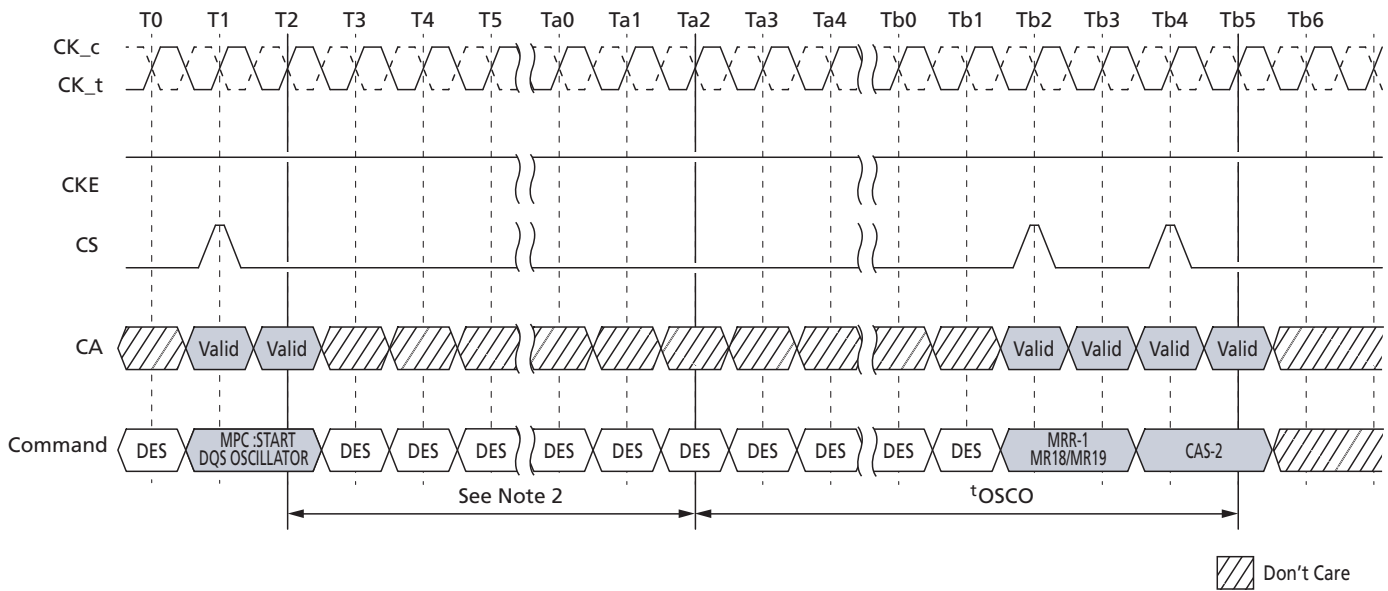 T0 T1 T2 T3 T4 T5 Ta0 Ta1 Ta2 Ta3 Ta4 Tb0 Tb1 Tb2 Tb3 Tb4 Tb5 Tb6
CK_c
CK_t
CKE
CS
CA Valid Valid Valid Valid Valid Valid
Command DES MPC :START DES DES DES DES DES DES DES DES DES DES MRR-1 CAS-2
DQS OSCILLATOR MR18/MR19
See Note 2 tOSCO
Don't Care